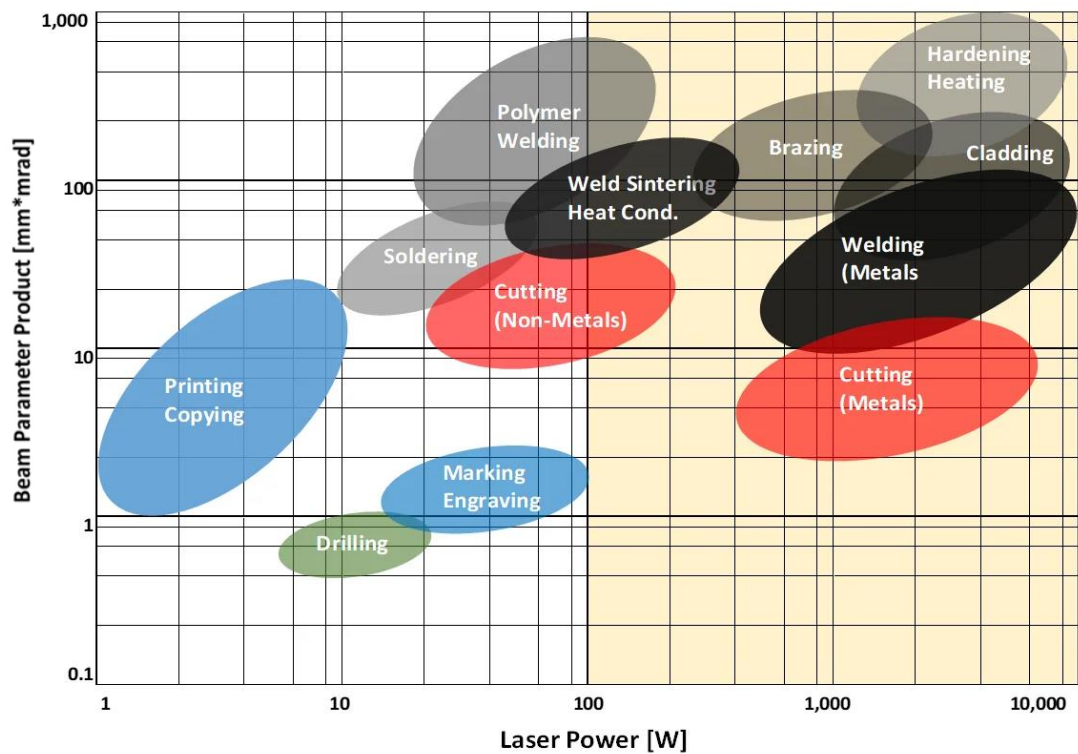 1,000
100
10
1
0.1
Beam Parameter Product [mm*mrad]
Hardening
Heating
Polymer
Welding
Brazing
Cladding
Weld Sintering
Heat Cond.
Soldering
Welding
(Metals
Cutting
(Non-Metals)
Printing
Copying
Cutting
(Metals)
Marking
Engraving
Drilling
1
10
100
1,000
10,000
Laser Power [W]